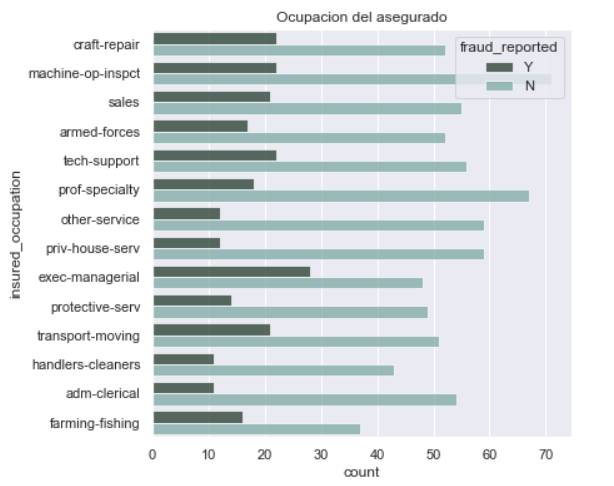 Ocupacion del asegurado
fraud_reported
Y
N
insured_occupation
craft-repair
machine-op-inspct
sales
armed-forces
tech-support
prof-specialty
other-service
priv-house-serv
exec-managerial
protective-serv
transport-moving
handlers-cleaners
adm-clerical
farming-fishing
0 10 20 30 40 50 60 70
count